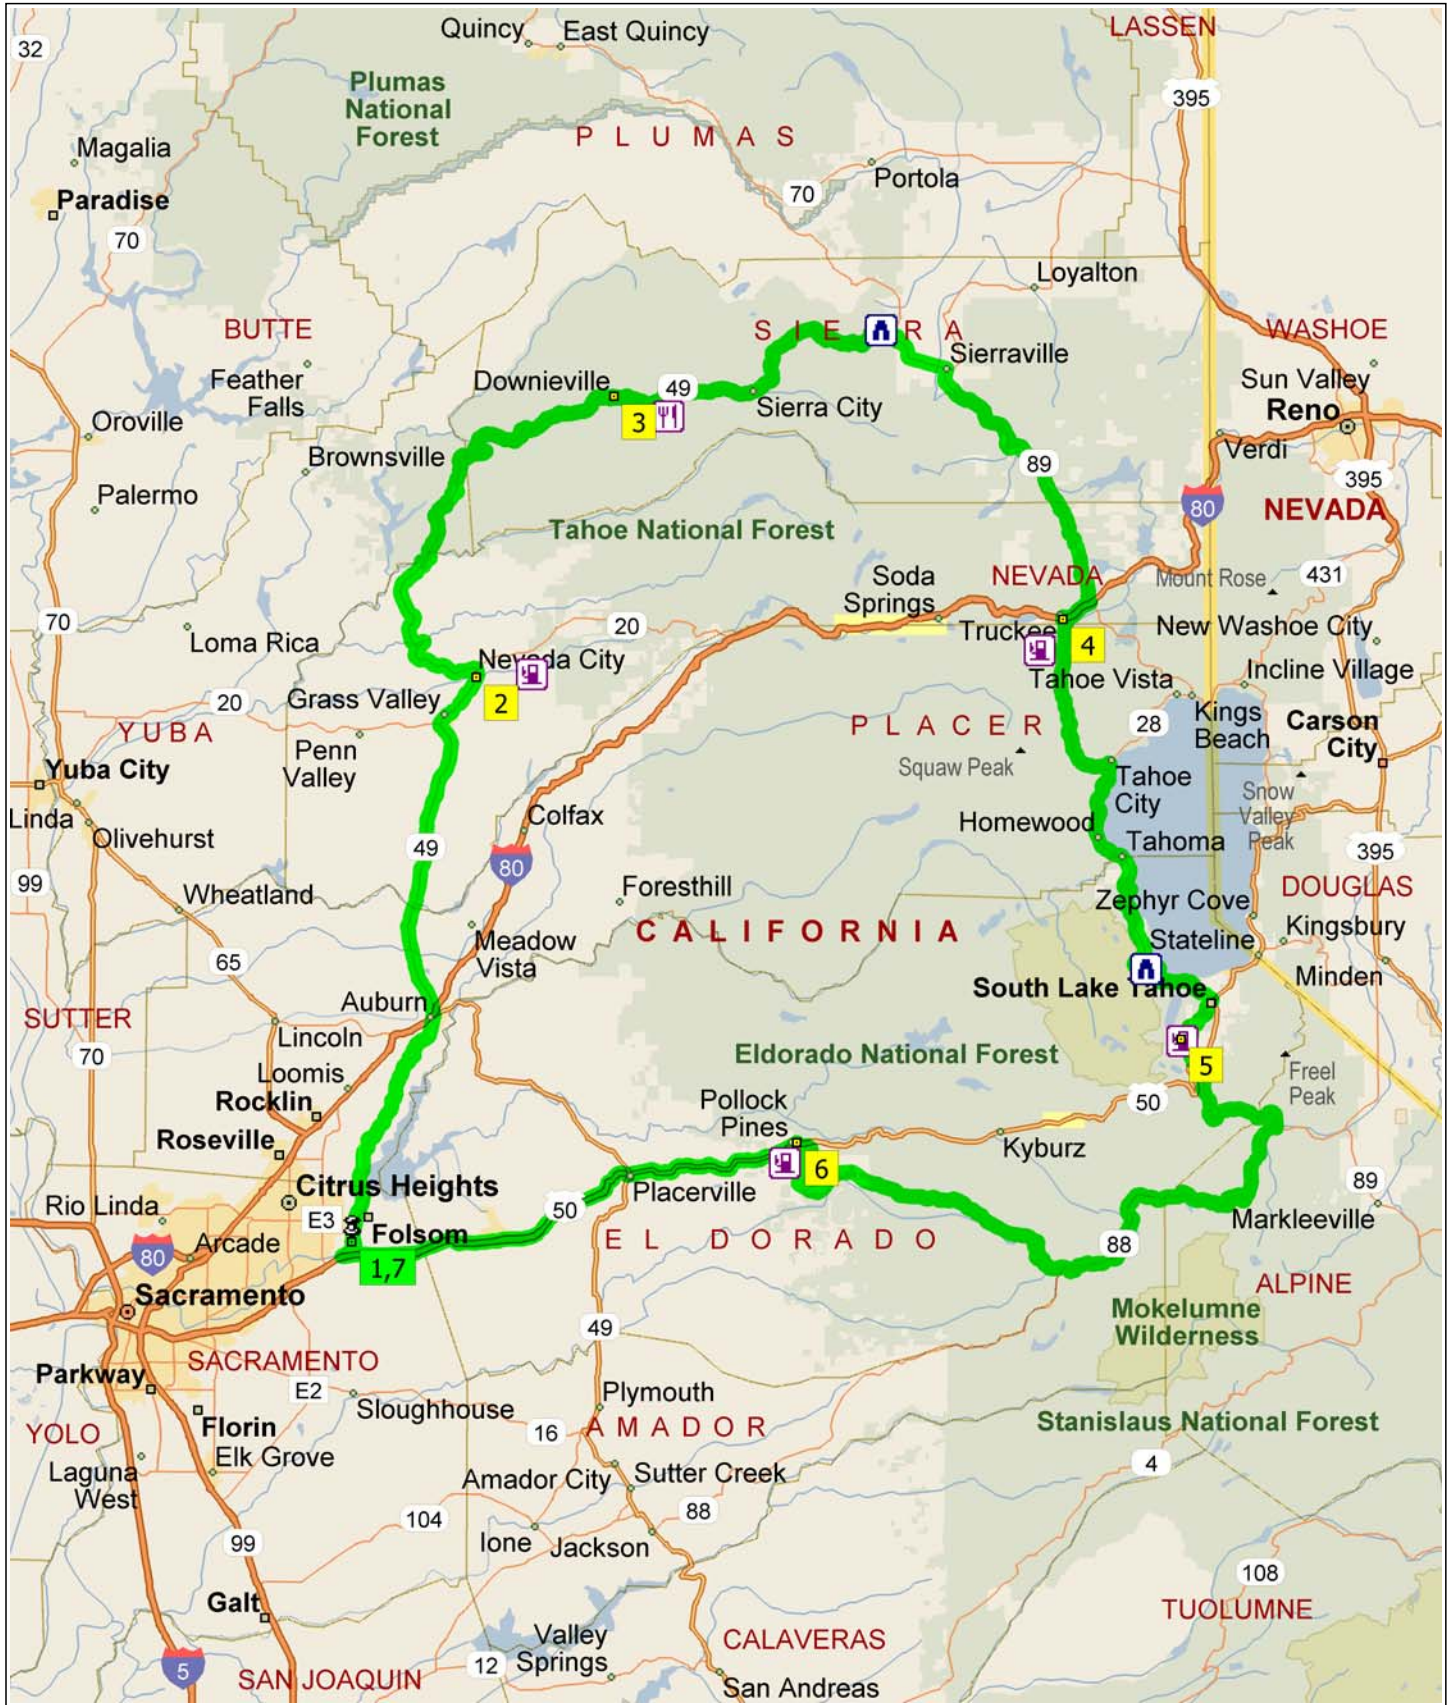 LASSEN
Quincy
East Quincy
32
Plumas
National
Forest
395
PLUMAS
Magalia
Portola
70
Paradise
70
Loyalton
BUTTE
SIERRA
WASHOE
Sierraville
Feather
Falls
Downieville
49
Sun Valley
Sierra City
Reno
3
Oroville
Verdi
Brownsville
89
395
Palermo
80
NEVADA
Tahoe National Forest
Soda
Springs
NEVADA
Mount Rose
431
70
20
Loma Rica
Truckee
New Washoe City
4
Nevada City
Tahoe Vista
Incline Village
Grass Valley
2
20
YUBA
PLACER
28
Kings
Beach
Carson
City
Penn
Valley
Squaw Peak
Yuba City
Tahoe
City
Snow
Valley
Peak
Linda
Colfax
Homewood
Olivehurst
49
Tahoma
395
80
99
Wheatland
Foresthill
DOUGLAS
Zephyr Cove
CALIFORNIA
Kingsbury
Meadow
Vista
Stateline
65
Minden
South Lake Tahoe
Auburn
SUTTER
Lincoln
70
Eldorado National Forest
5
Loomis
Freel
Peak
Rocklin
Pollock
Pines
50
Roseville
Kyburz
6
Citrus Heights
Placerville
89
Rio Linda
50
E3
Folsom
Markleeville
Arcade
80
EL DORADO
88
1,7
Sacramento
ALPINE
Mokelumne
Wilderness
49
SACRAMENTO
Parkway
E2
Plymouth
Sloughhouse
Florin
AMADOR
Stanislaus National Forest
YOLO
16
Elk Grove
Laguna
West
4
Amador City
Sutter Creek
88
104
Ione
Jackson
99
108
Galt
TUOLUMNE
Valley
Springs
CALAVERAS
12
5
SAN JOAQUIN
San Andreas